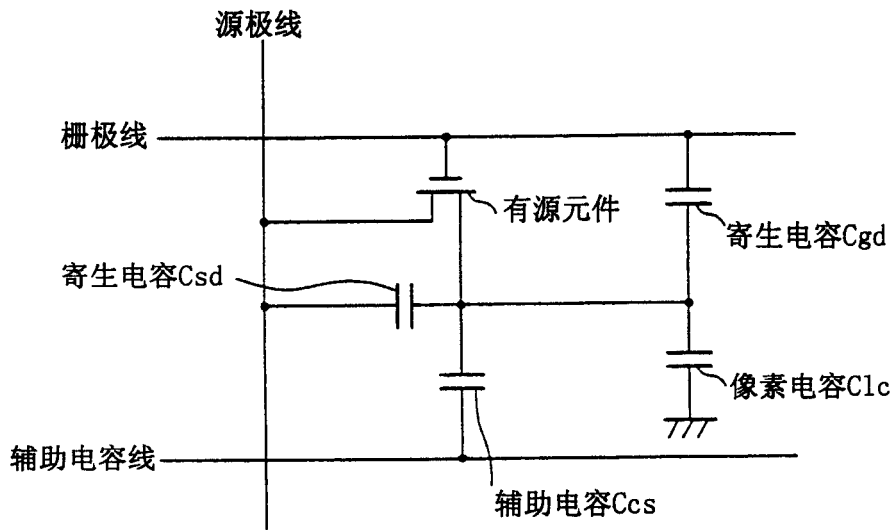 源极线
栅极线
有源元件
寄生电容Cgd
寄生电容Csd
像素电容Clc
辅助电容线
辅助电容Ccs